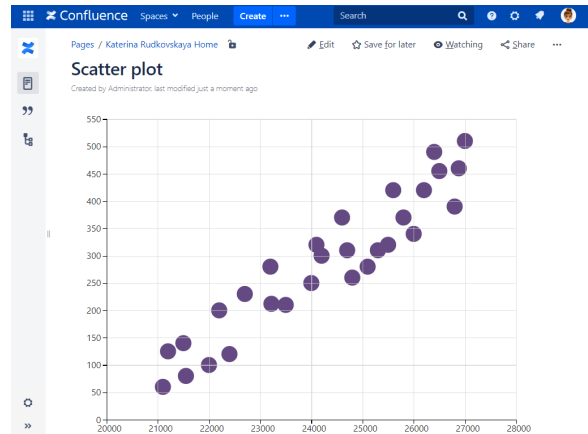 Confluence Spaces People Create ··· Search
Pages / Katerina Rudkovskaya Home Edit Save for later Watching Share ···
Scatter plot
Created by Administrator, last modified just a moment ago
550
500
450
400
350
300
250
200
150
100
50
0
20000 21000 22000 23000 24000 25000 26000 27000 28000